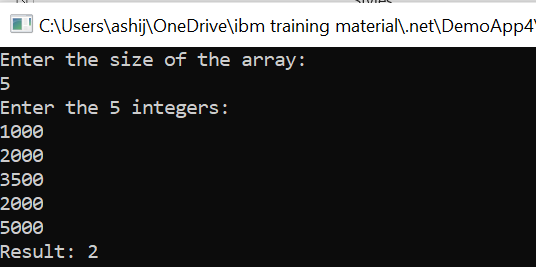 C:\Users\ashij\OneDrive\ibm training material\.net\DemoApp4\
Enter the size of the array:
5
Enter the 5 integers:
1000
2000
3500
2000
5000
Result: 2